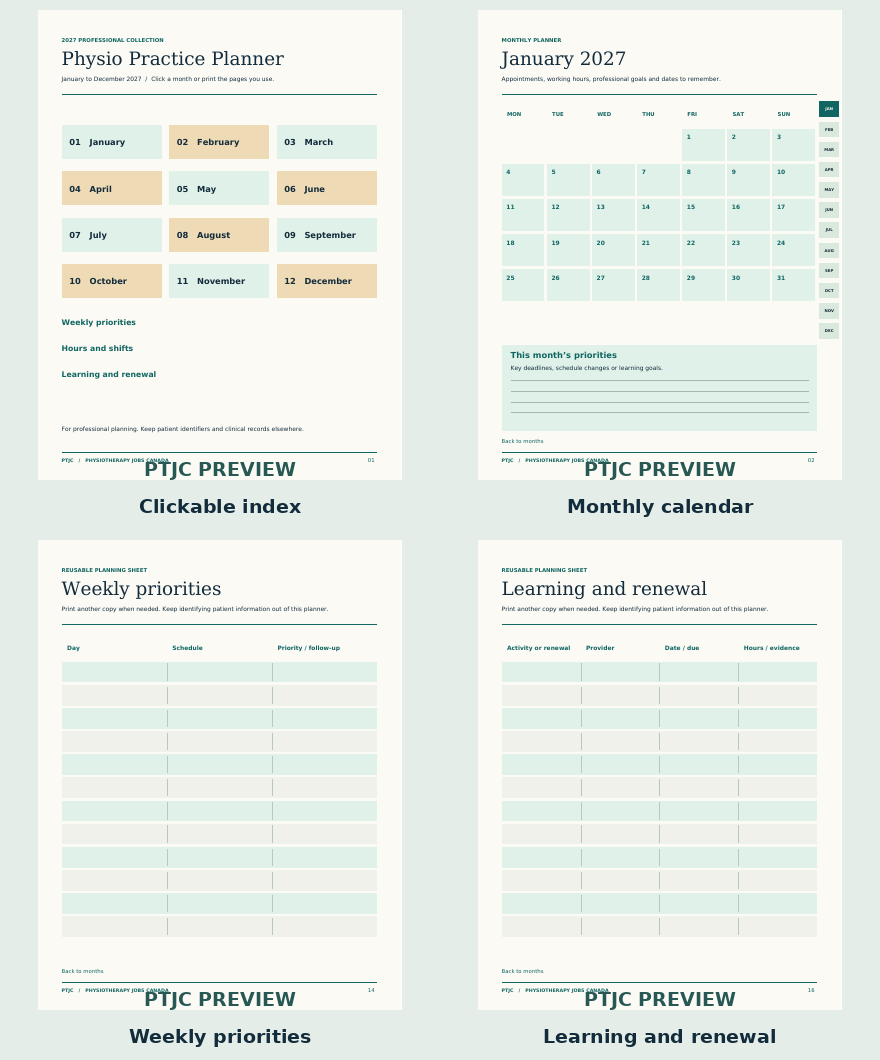 2027 PROFESSIONAL COLLECTION
Physio Practice Planner
January to December 2027 / Click a month or print the pages you use.
01 January
02 February
03 March
04 April
05 May
06 June
07 July
08 August
09 September
10 October
11 November
12 December
Weekly priorities
Hours and shifts
Learning and renewal
For professional planning. Keep patient identifiers and clinical records elsewhere.
PTJC / PHYSIOTHERAPY JOBS CANADA
01
PTJC PREVIEW
Clickable index
MONTHLY PLANNER
January 2027
Appointments, working hours, professional goals and dates to remember.
MON TUE WED THU FRI SAT SUN
1 2 3
4 5 6 7 8 9 10
11 12 13 14 15 16 17
18 19 20 21 22 23 24
25 26 27 28 29 30 31
JAN
FEB
MAR
APR
MAY
JUN
JUL
AUG
SEP
OCT
NOV
DEC
This month's priorities
Key deadlines, schedule changes or learning goals.
Back to months
PTJC / PHYSIOTHERAPY JOBS CANADA
02
PTJC PREVIEW
Monthly calendar
REUSABLE PLANNING SHEET
Weekly priorities
Print another copy when needed. Keep identifying patient information out of this planner.
Day Schedule Priority / follow-up
Back to months
PTJC / PHYSIOTHERAPY JOBS CANADA
14
PTJC PREVIEW
Weekly priorities
REUSABLE PLANNING SHEET
Learning and renewal
Print another copy when needed. Keep identifying patient information out of this planner.
Activity or renewal Provider Date / due Hours / evidence
Back to months
PTJC / PHYSIOTHERAPY JOBS CANADA
16
PTJC PREVIEW
Learning and renewal